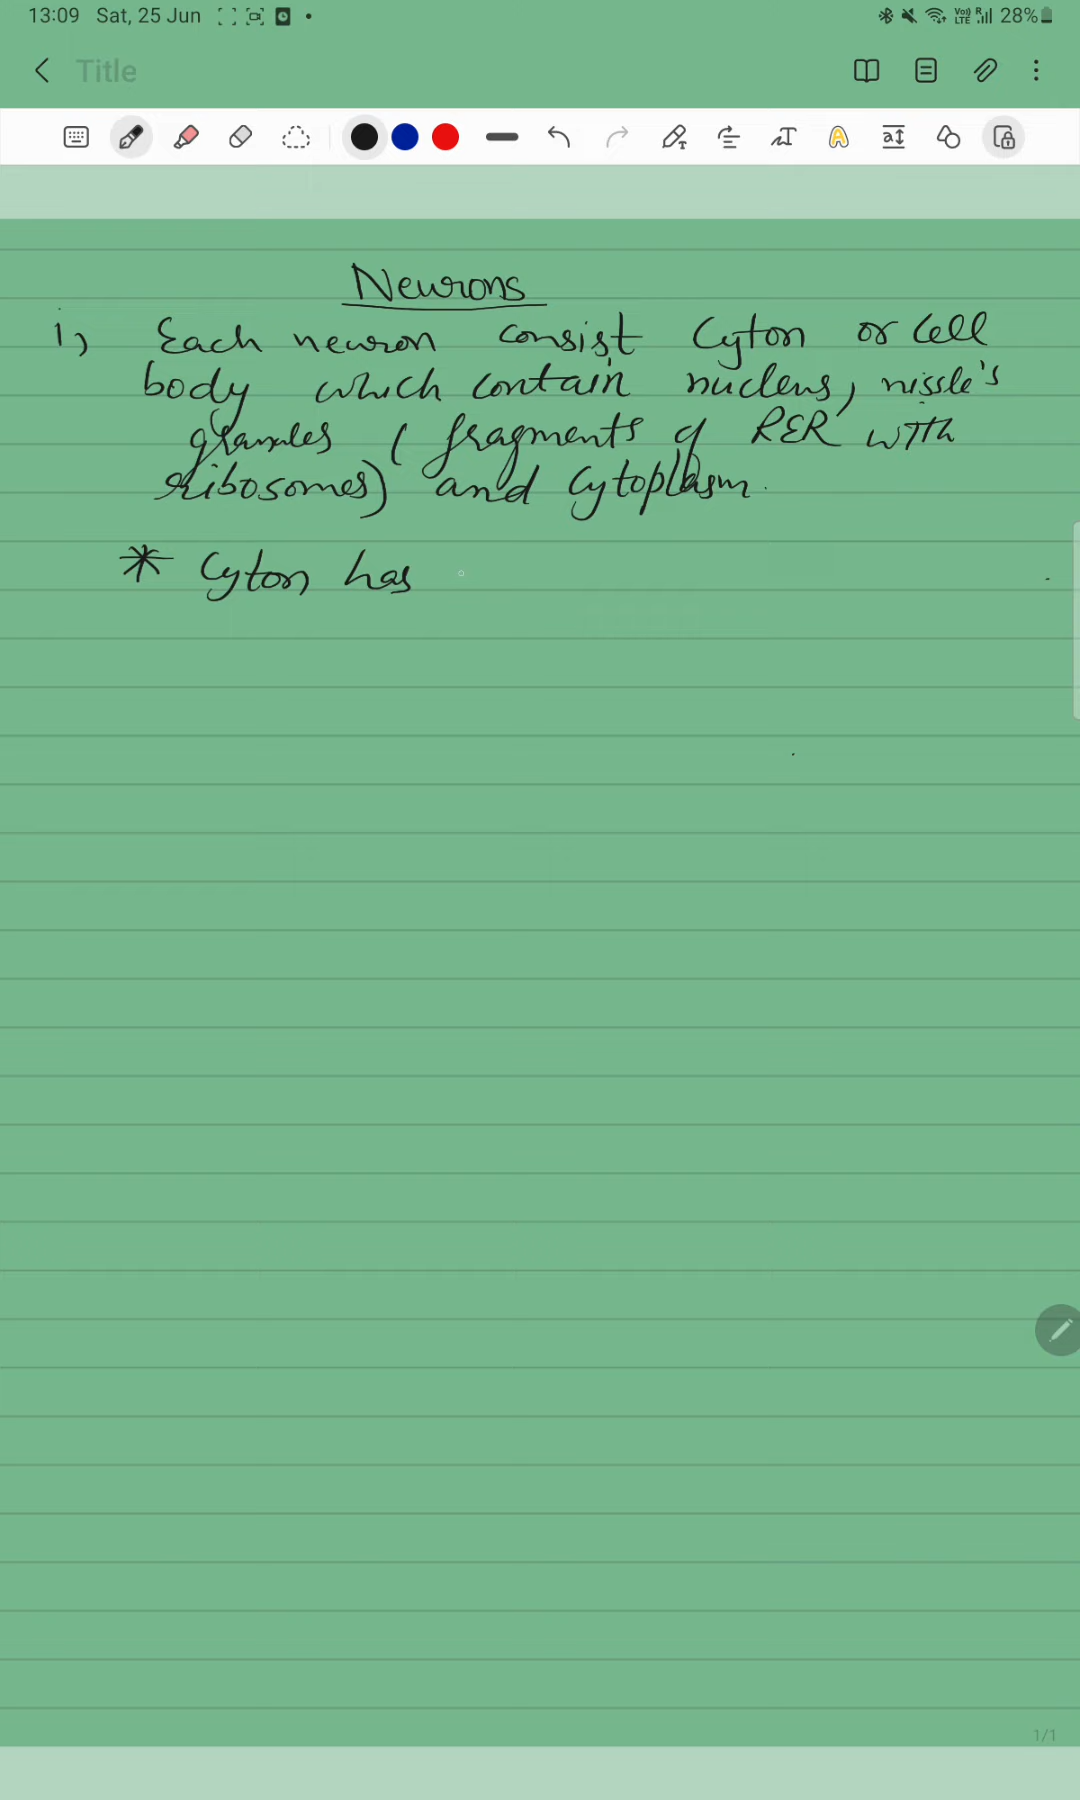 13:09 Sat, 25 Jun
28%
Title
Neurons
1) Each neuron consist Cyton or Cell
body which contain nucleus, nissle's
granules ( fragments of RER with
ribosomes) and Cytoplasm.
* Cyton has
1/1